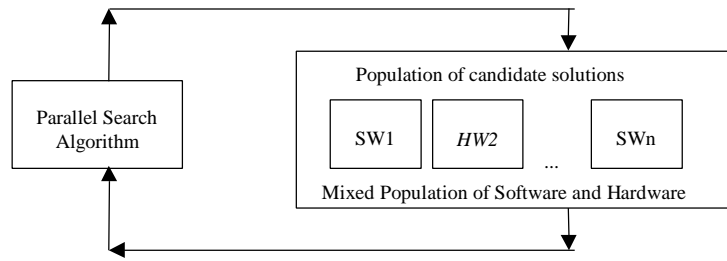 Population of candidate solutions
Parallel Search
Algorithm
SW1 HW2 ... SWn
Mixed Population of Software and Hardware